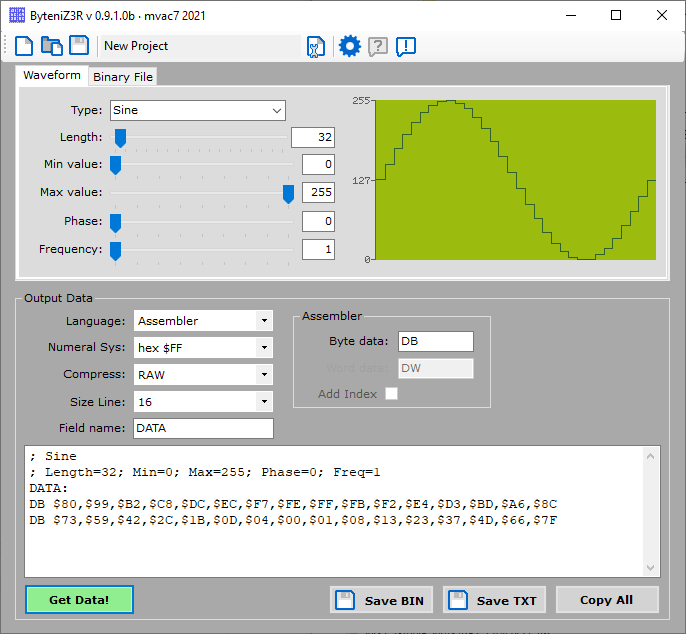 ByteniZ3R v 0.9.1.0b · mvac7 2021
New Project
Waveform Binary File
Type: Sine
Length: 32
Min value: 0
Max value: 255
Phase: 0
Frequency: 1
255
127
0
Output Data
Language: Assembler
Numeral Sys: hex $FF
Compress: RAW
Size Line: 16
Field name: DATA
Assembler
Byte data: DB
Word data: DW
Add Index
; Sine
; Length=32; Min=0; Max=255; Phase=0; Freq=1
DATA:
DB $80,$99,$B2,$C8,$DC,$EC,$F7,$FE,$FF,$FB,$F2,$E4,$D3,$BD,$A6,$8C
DB $73,$59,$42,$2C,$1B,$0D,$04,$00,$01,$08,$13,$23,$37,$4D,$66,$7F
Get Data! Save BIN Save TXT Copy All